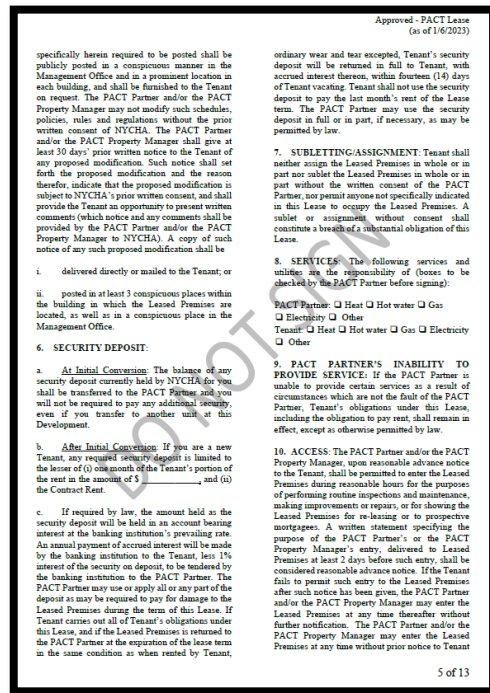 Approved - PACT Lease
(as of 1/6/2023)
specifically herein required to be posted shall be
publicly posted in a conspicuous manner in the
Management Office and in a prominent location in
each building, and shall be furnished to the Tenant
on request. The PACT Partner and/or the PACT
Property Manager may not modify such schedules,
policies, rules and regulations without the prior
written consent of NYCHA. The PACT Partner
and/or the PACT Property Manager shall give at
least 30 days' prior written notice to the Tenant of
any proposed modification. Such notice shall set
forth the proposed modification and the reason
therefor, indicate that the proposed modification is
subject to NYCHA's prior written consent, and shall
provide the Tenant an opportunity to present written
comments (which notice and any comments shall be
provided by the PACT Partner and/or the PACT
Property Manager to NYCHA). A copy of such
notice of any such proposed modification shall be
i. delivered directly or mailed to the Tenant; or
ii. posted in at least 3 conspicuous places within
the building in which the Leased Premises are
located, as well as in a conspicuous place in the
Management Office.
6. SECURITY DEPOSIT:
a. At Initial Conversion: The balance of any
security deposit currently held by NYCHA for you
shall be transferred to the PACT Partner and you
will not be required to pay any additional security,
even if you transfer to another unit at this
Development.
b. After Initial Conversion: If you are a new
Tenant, any required security deposit is limited to
the lesser of (i) one month of the Tenant's portion of
the rent in the amount of $ ____________, and (ii)
the Contract Rent.
c. If required by law, the amount held as the
security deposit will be held in an account bearing
interest at the banking institution's prevailing rate.
An annual payment of accrued interest will be made
by the banking institution to the Tenant, less 1%
interest of the security on deposit, to be tendered by
the banking institution to the PACT Partner. The
PACT Partner may use or apply all or any part of the
deposit as may be required to pay for damage to the
Leased Premises during the term of this Lease. If
Tenant carries out all of Tenant's obligations under
this Lease, and if the Leased Premises is returned to
the PACT Partner at the expiration of the lease term
in the same condition as when rented by Tenant,
ordinary wear and tear excepted, Tenant's security
deposit will be returned in full to Tenant, with
accrued interest thereon, within fourteen (14) days
of Tenant vacating. Tenant shall not use the security
deposit to pay the last month's rent of the Lease
term. The PACT Partner may use the security
deposit in full or in part, if necessary, as may be
permitted by law.
7. SUBLETTING/ASSIGNMENT: Tenant shall
neither assign the Leased Premises in whole or in
part nor sublet the Leased Premises in whole or in
part without the written consent of the PACT
Partner, nor permit anyone not specifically indicated
in this Lease to occupy the Leased Premises. A
sublet or assignment without consent shall
constitute a breach of a substantial obligation of this
Lease.
8. SERVICES: The following services and
utilities are the responsibility of (boxes to be
checked by the PACT Partner before signing):
PACT Partner: ❑ Heat ❑ Hot water ❑ Gas
❑ Electricity ❑ Other
Tenant: ❑ Heat ❑ Hot water ❑ Gas ❑ Electricity
❑ Other
9. PACT PARTNER'S INABILITY TO
PROVIDE SERVICE: If the PACT Partner is
unable to provide certain services as a result of
circumstances which are not the fault of the PACT
Partner, Tenant's obligations under this Lease,
including the obligation to pay rent, shall remain in
effect, except as otherwise permitted by law.
10. ACCESS: The PACT Partner and/or the PACT
Property Manager, upon reasonable advance notice
to the Tenant, shall be permitted to enter the Leased
Premises during reasonable hours for the purposes
of performing routine inspections and maintenance,
making improvements or repairs, or for showing the
Leased Premises for re-leasing or to prospective
mortgagees. A written statement specifying the
purpose of the PACT Partner's or the PACT
Property Manager's entry, delivered to Leased
Premises at least 2 days before such entry, shall be
considered reasonable advance notice. If the Tenant
fails to permit such entry to the Leased Premises
after such notice has been given, the PACT Partner
and/or the PACT Property Manager may enter the
Leased Premises at any time thereafter without
further notification. The PACT Partner and/or the
PACT Property Manager may enter the Leased
Premises at any time without prior notice to Tenant
DO NOT SIGN
5 of 13